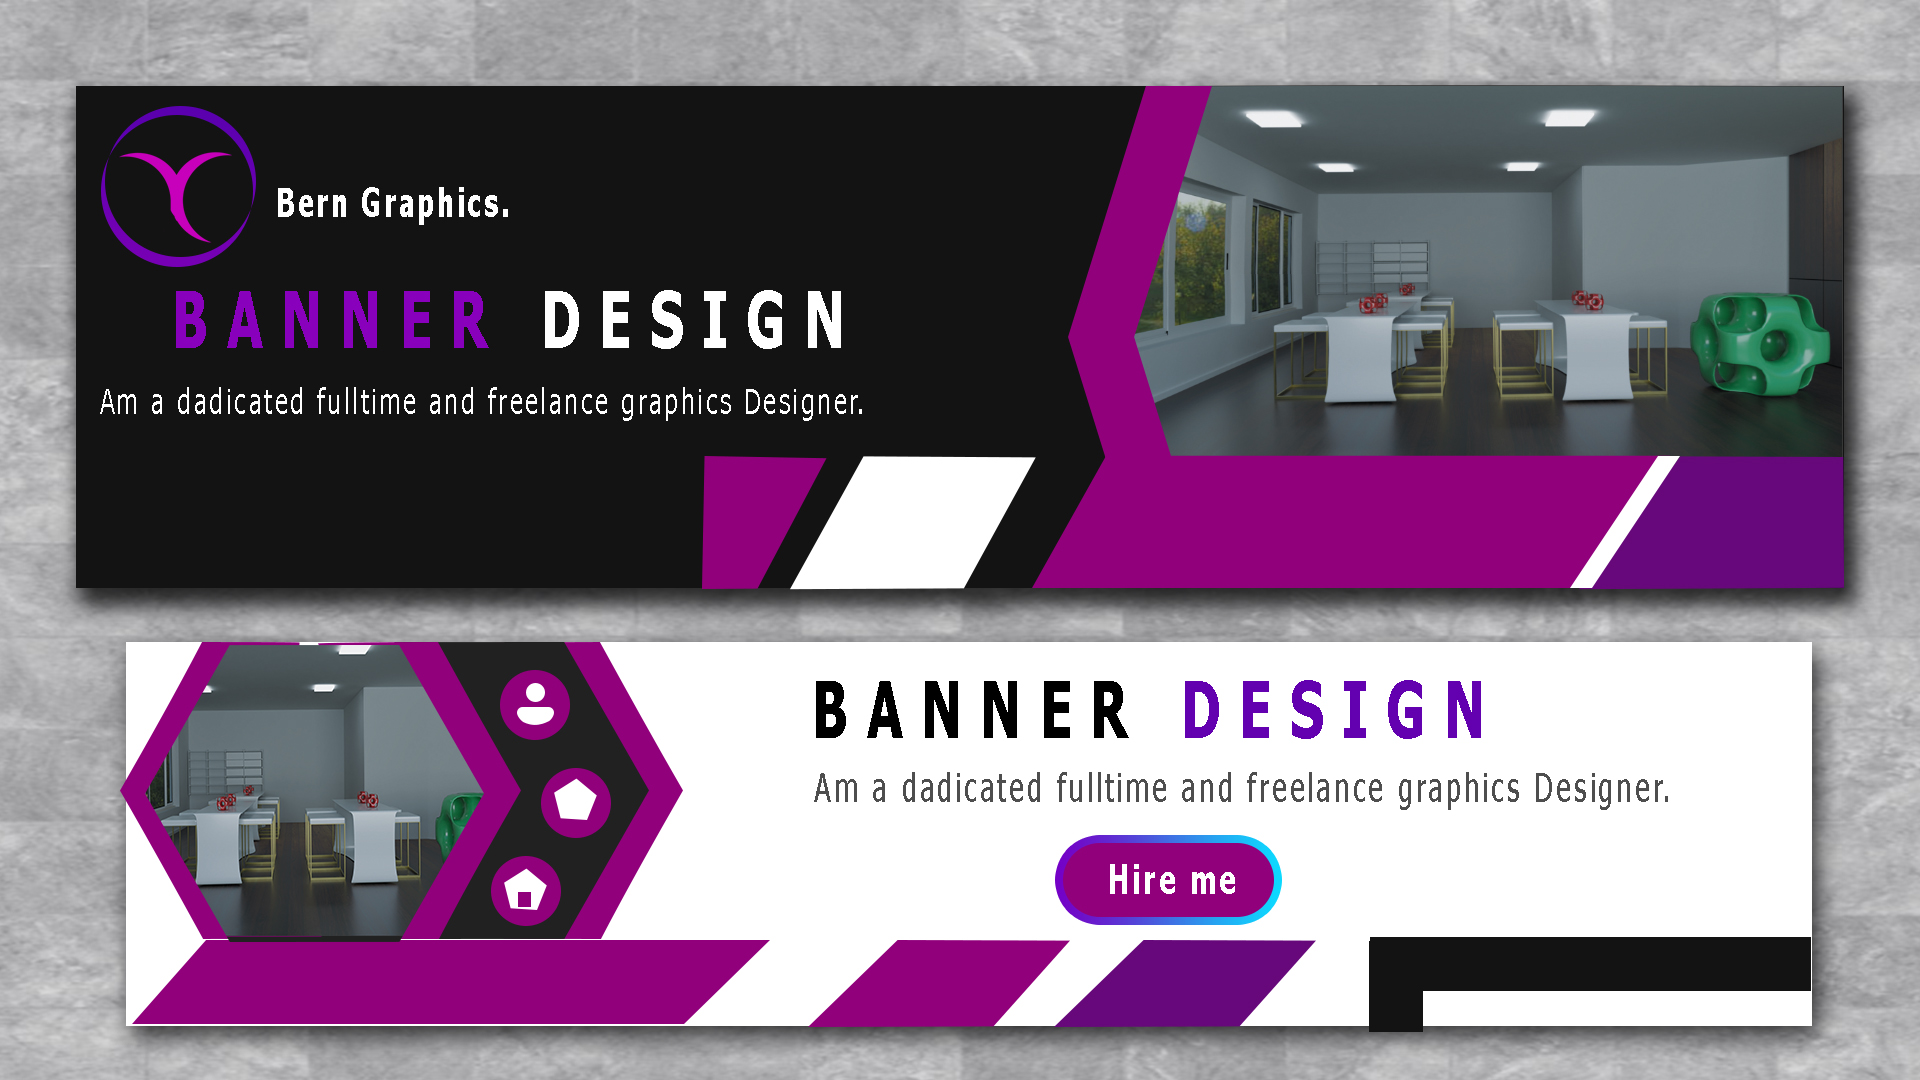 Bern Graphics.
BANNER DESIGN
Am a dadicated fulltime and freelance graphics Designer.
BANNER DESIGN
Am a dadicated fulltime and freelance graphics Designer.
Hire me